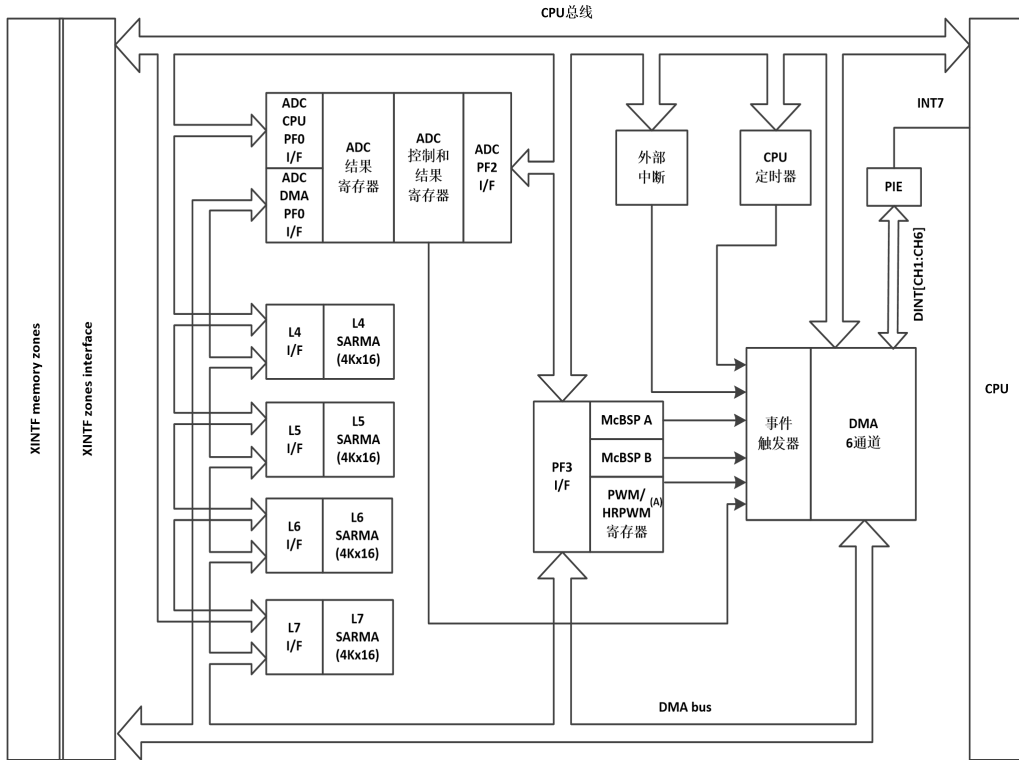 CPU总线
XINTF memory zones
XINTF zones interface
ADC
CPU
PF0
I/F
ADC
DMA
PF0
I/F
ADC
结果
寄存器
ADC
控制和
结果
寄存器
ADC
PF2
I/F
外部
中断
CPU
定时器
INT7
PIE
DINT[CH1:CH6]
CPU
L4
I/F
L4
SARMA
(4Kx16)
L5
I/F
L5
SARMA
(4Kx16)
L6
I/F
L6
SARMA
(4Kx16)
L7
I/F
L7
SARMA
(4Kx16)
PF3
I/F
McBSP A
McBSP B
PWM/
HRPWM(A)
寄存器
事件
触发器
DMA
6通道
DMA bus